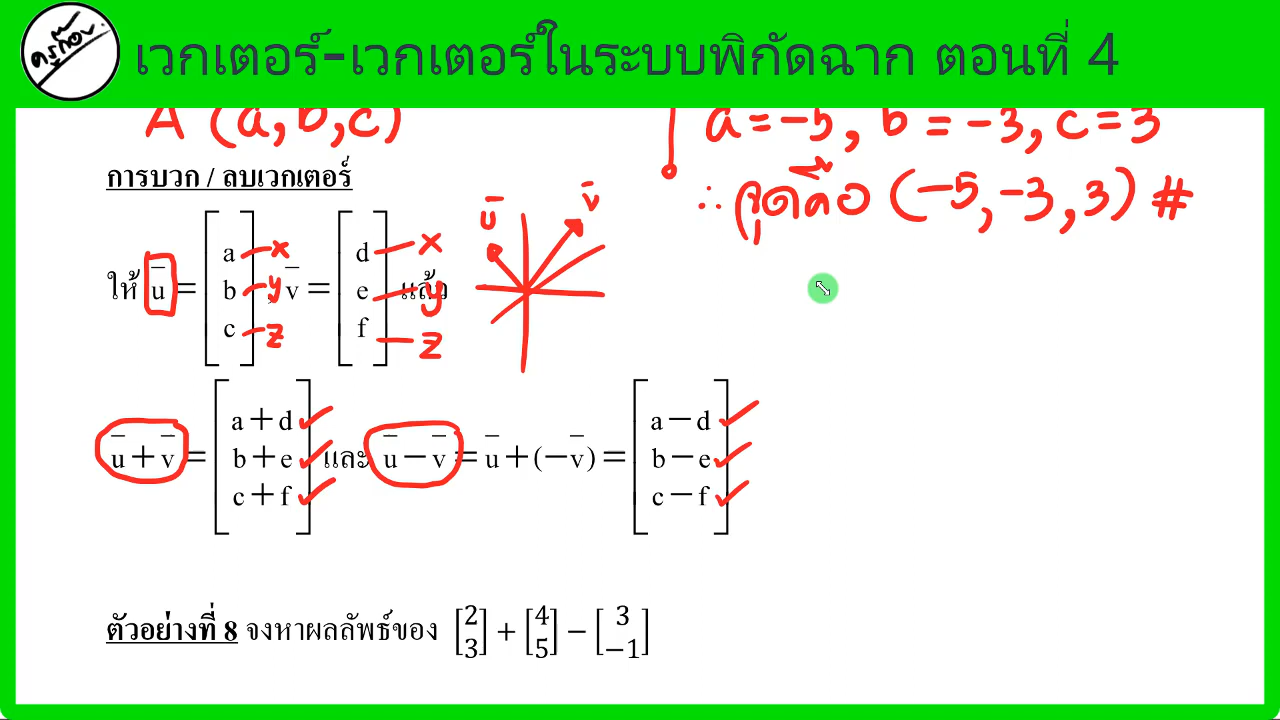 ครูก๊อบ.
เวกเตอร์-เวกเตอร์ในระบบพิกัดฉาก ตอนที่ 4
A (a,b,c)
a = -5, b = -3, c = 3
∴ จุดคือ (-5, -3, 3) #
การบวก / ลบเวกเตอร์
ให้ u̅ = [a b c] , v̅ = [d e f] แล้ว
x y z
x y z
u̅ v̅
u̅ + v̅ = [a+d b+e c+f] และ u̅ − v̅ = u̅ + (−v̅) = [a−d b−e c−f]
ตัวอย่างที่ 8 จงหาผลลัพธ์ของ [2 3] + [4 5] − [3 −1]